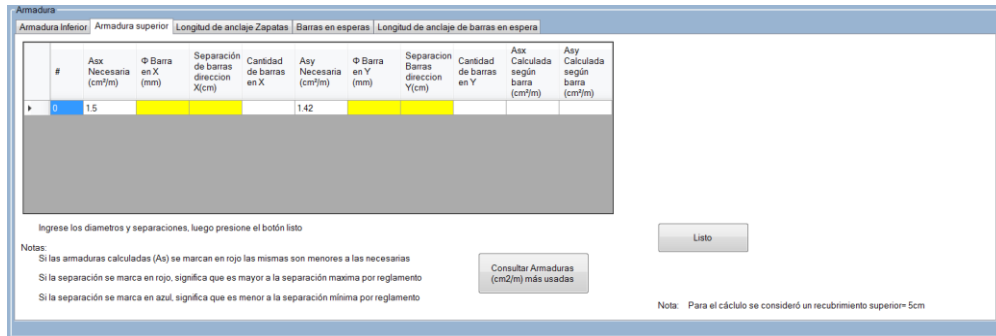 Armadura
Armadura Inferior Armadura superior Longitud de anclaje Zapatas Barras en esperas Longitud de anclaje de barras en espera
# Asx Necesaria (cm²/m) Φ Barra en X (mm) Separación de barras direccion X(cm) Cantidad de barras en X Asy Necesaria (cm²/m) Φ Barra en Y (mm) Separacion Barras direccion Y(cm) Cantidad de barras en Y Asx Calculada según barra (cm²/m) Asy Calculada según barra (cm²/m)
0 1.5 1.42
Ingrese los diametros y separaciones, luego presione el botón listo
Listo
Notas:
Si las armaduras calculadas (As) se marcan en rojo las mismas son menores a las necesarias
Consultar Armaduras
(cm2/m) más usadas
Si la separación se marca en rojo, significa que es mayor a la separación maxima por reglamento
Si la separación se marca en azul, significa que es menor a la separación mínima por reglamento
Nota: Para el cáclulo se consideró un recubrimiento superior= 5cm